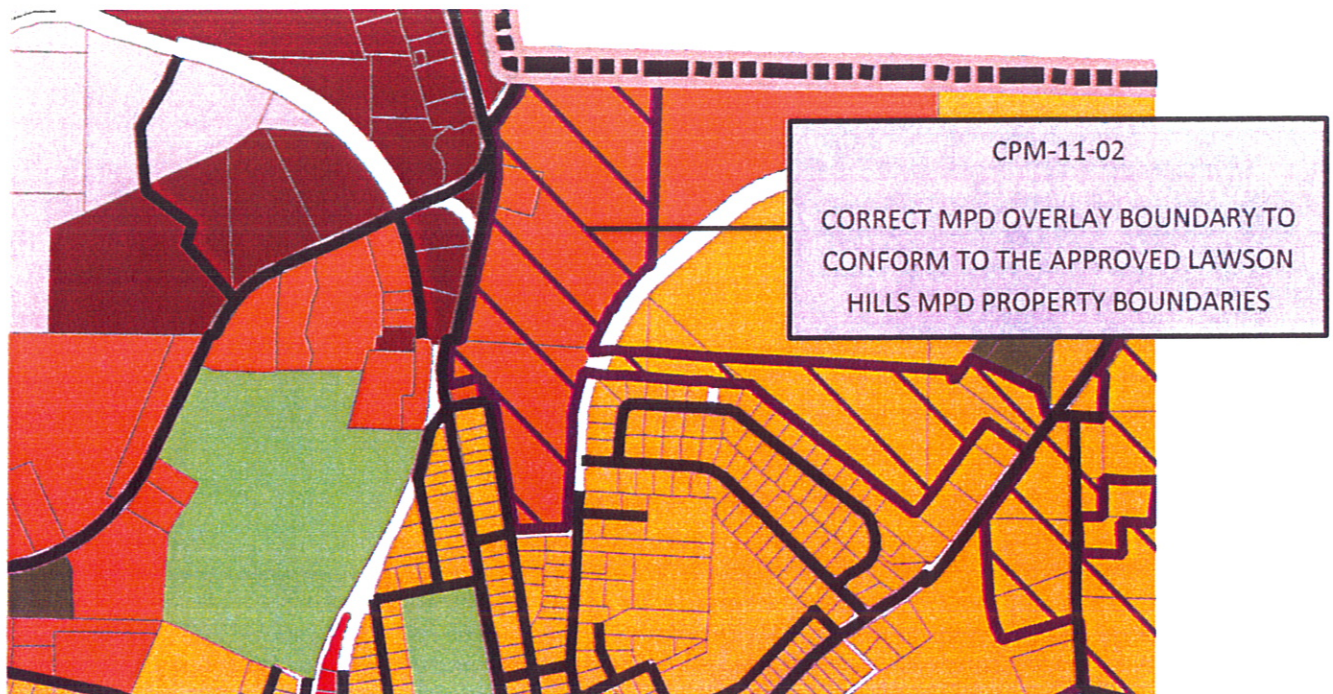 CPM-11-02
CORRECT MPD OVERLAY BOUNDARY TO
CONFORM TO THE APPROVED LAWSON
HILLS MPD PROPERTY BOUNDARIES